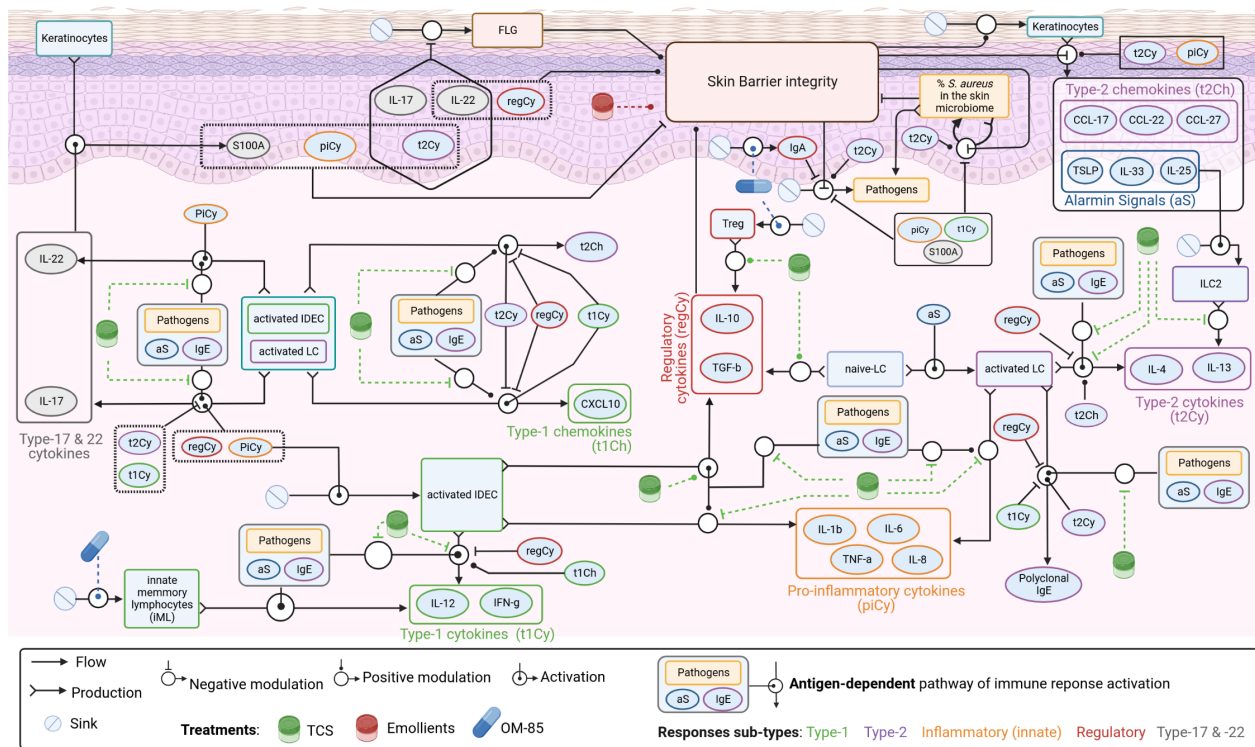 Keratinocytes
FLG
Skin Barrier integrity
Keratinocytes
t2Cy
piCy
IL-17
IL-22
regCy
S100A
piCy
t2Cy
% S. aureus
in the skin
microbiome
t2Cy
Type-2 chemokines (t2Ch)
CCL-17
CCL-22
CCL-27
TSLP
IL-33
IL-25
Alarmin Signals (aS)
IgA
t2Cy
Pathogens
piCy
t1Cy
S100A
Treg
PiCy
IL-22
IL-17
Type-17 & 22
cytokines
Pathogens
aS
IgE
activated IDEC
activated LC
t2Ch
Pathogens
aS
IgE
t2Cy
regCy
t1Cy
CXCL10
Type-1 chemokines
(t1Ch)
Regulatory
cytokines (regCy)
IL-10
TGF-b
naive-LC
aS
activated LC
regCy
Pathogens
aS
IgE
ILC2
IL-4
IL-13
Type-2 cytokines
(t2Cy)
t2Ch
t2Cy
t1Cy
regCy
PiCy
activated IDEC
Pathogens
aS
IgE
regCy
t1Cy
t2Cy
Pathogens
aS
IgE
Polyclonal
IgE
Pathogens
aS
IgE
regCy
t1Ch
innate
memmory
lymphocytes
(iML)
IL-12
IFN-g
Type-1 cytokines (t1Cy)
IL-1b
IL-6
TNF-a
IL-8
Pro-inflammatory cytokines
(piCy)
Flow
Production
Sink
Negative modulation
Positive modulation
Activation
Treatments:
TCS
Emollients
OM-85
Pathogens
aS
IgE
Antigen-dependent pathway of immune reponse activation
Responses sub-types: Type-1 Type-2 Inflammatory (innate) Regulatory Type-17 & -22